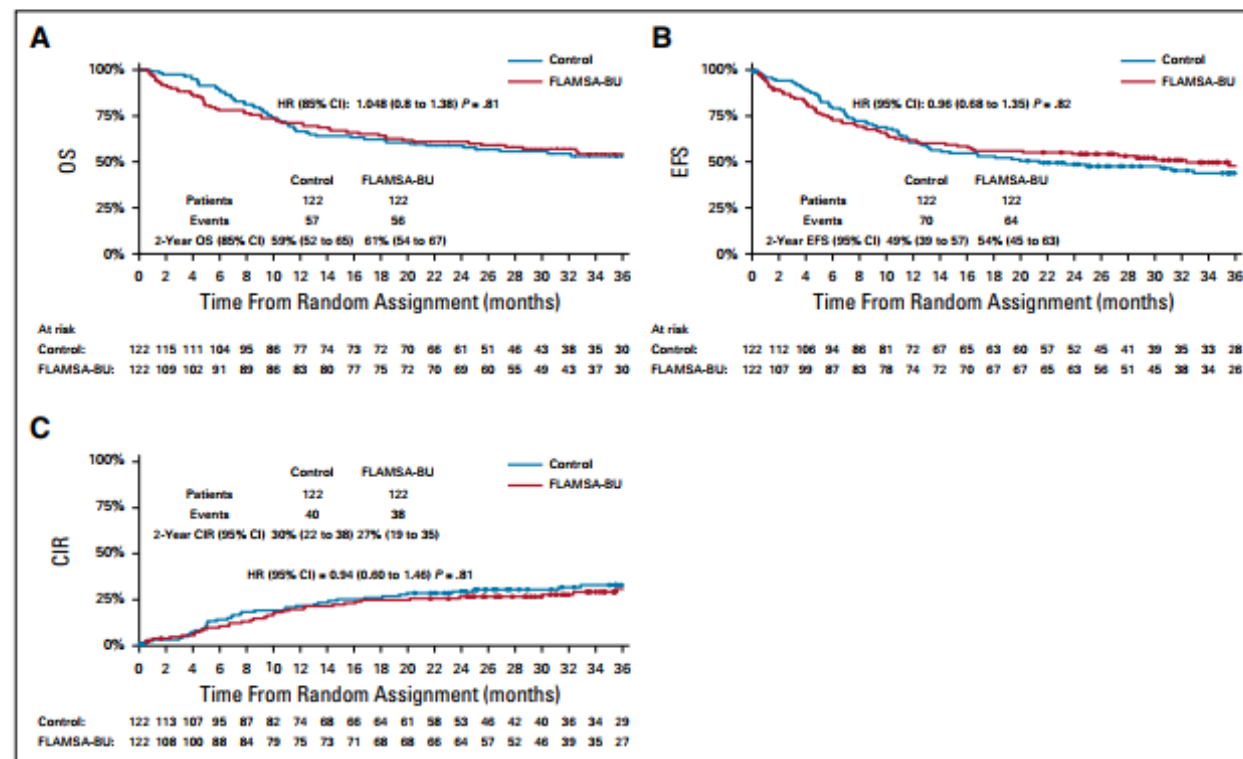 A
Control
FLAMSA-BU
100%
75%
50%
25%
0%
OS
HR (85% CI): 1.048 (0.8 to 1.38) P = .81
Control FLAMSA-BU
Patients 122 122
Events 57 56
2-Year OS (85% CI) 59% (52 to 65) 61% (54 to 67)
0 2 4 6 8 10 12 14 16 18 20 22 24 26 28 30 32 34 36
Time From Random Assignment (months)
At risk
Control: 122 115 111 104 95 86 77 74 73 72 70 66 61 51 46 43 38 35 30
FLAMSA-BU: 122 109 102 91 89 86 83 80 77 75 72 70 69 60 55 49 43 37 30
B
Control
FLAMSA-BU
100%
75%
50%
25%
0%
EFS
HR (95% CI): 0.96 (0.68 to 1.35) P = .82
Control FLAMSA-BU
Patients 122 122
Events 70 64
2-Year EFS (95% CI) 49% (39 to 57) 54% (45 to 63)
0 2 4 6 8 10 12 14 16 18 20 22 24 26 28 30 32 34 36
Time From Random Assignment (months)
At risk
Control: 122 112 106 94 86 81 72 67 65 63 60 57 52 45 41 39 35 33 28
FLAMSA-BU: 122 107 99 87 83 78 74 72 70 67 67 65 63 56 51 45 38 34 26
C
Control
FLAMSA-BU
100%
75%
50%
25%
0%
CIR
Control FLAMSA-BU
Patients 122 122
Events 40 38
2-Year CIR (95% CI) 30% (22 to 38) 27% (19 to 35)
HR (95% CI) = 0.94 (0.60 to 1.46) P = .81
0 2 4 6 8 10 12 14 16 18 20 22 24 26 28 30 32 34 36
Time From Random Assignment (months)
Control: 122 113 107 95 87 82 74 68 66 64 61 58 53 46 42 40 36 34 29
FLAMSA-BU: 122 108 100 88 84 79 75 73 71 68 68 66 64 57 52 46 39 35 27